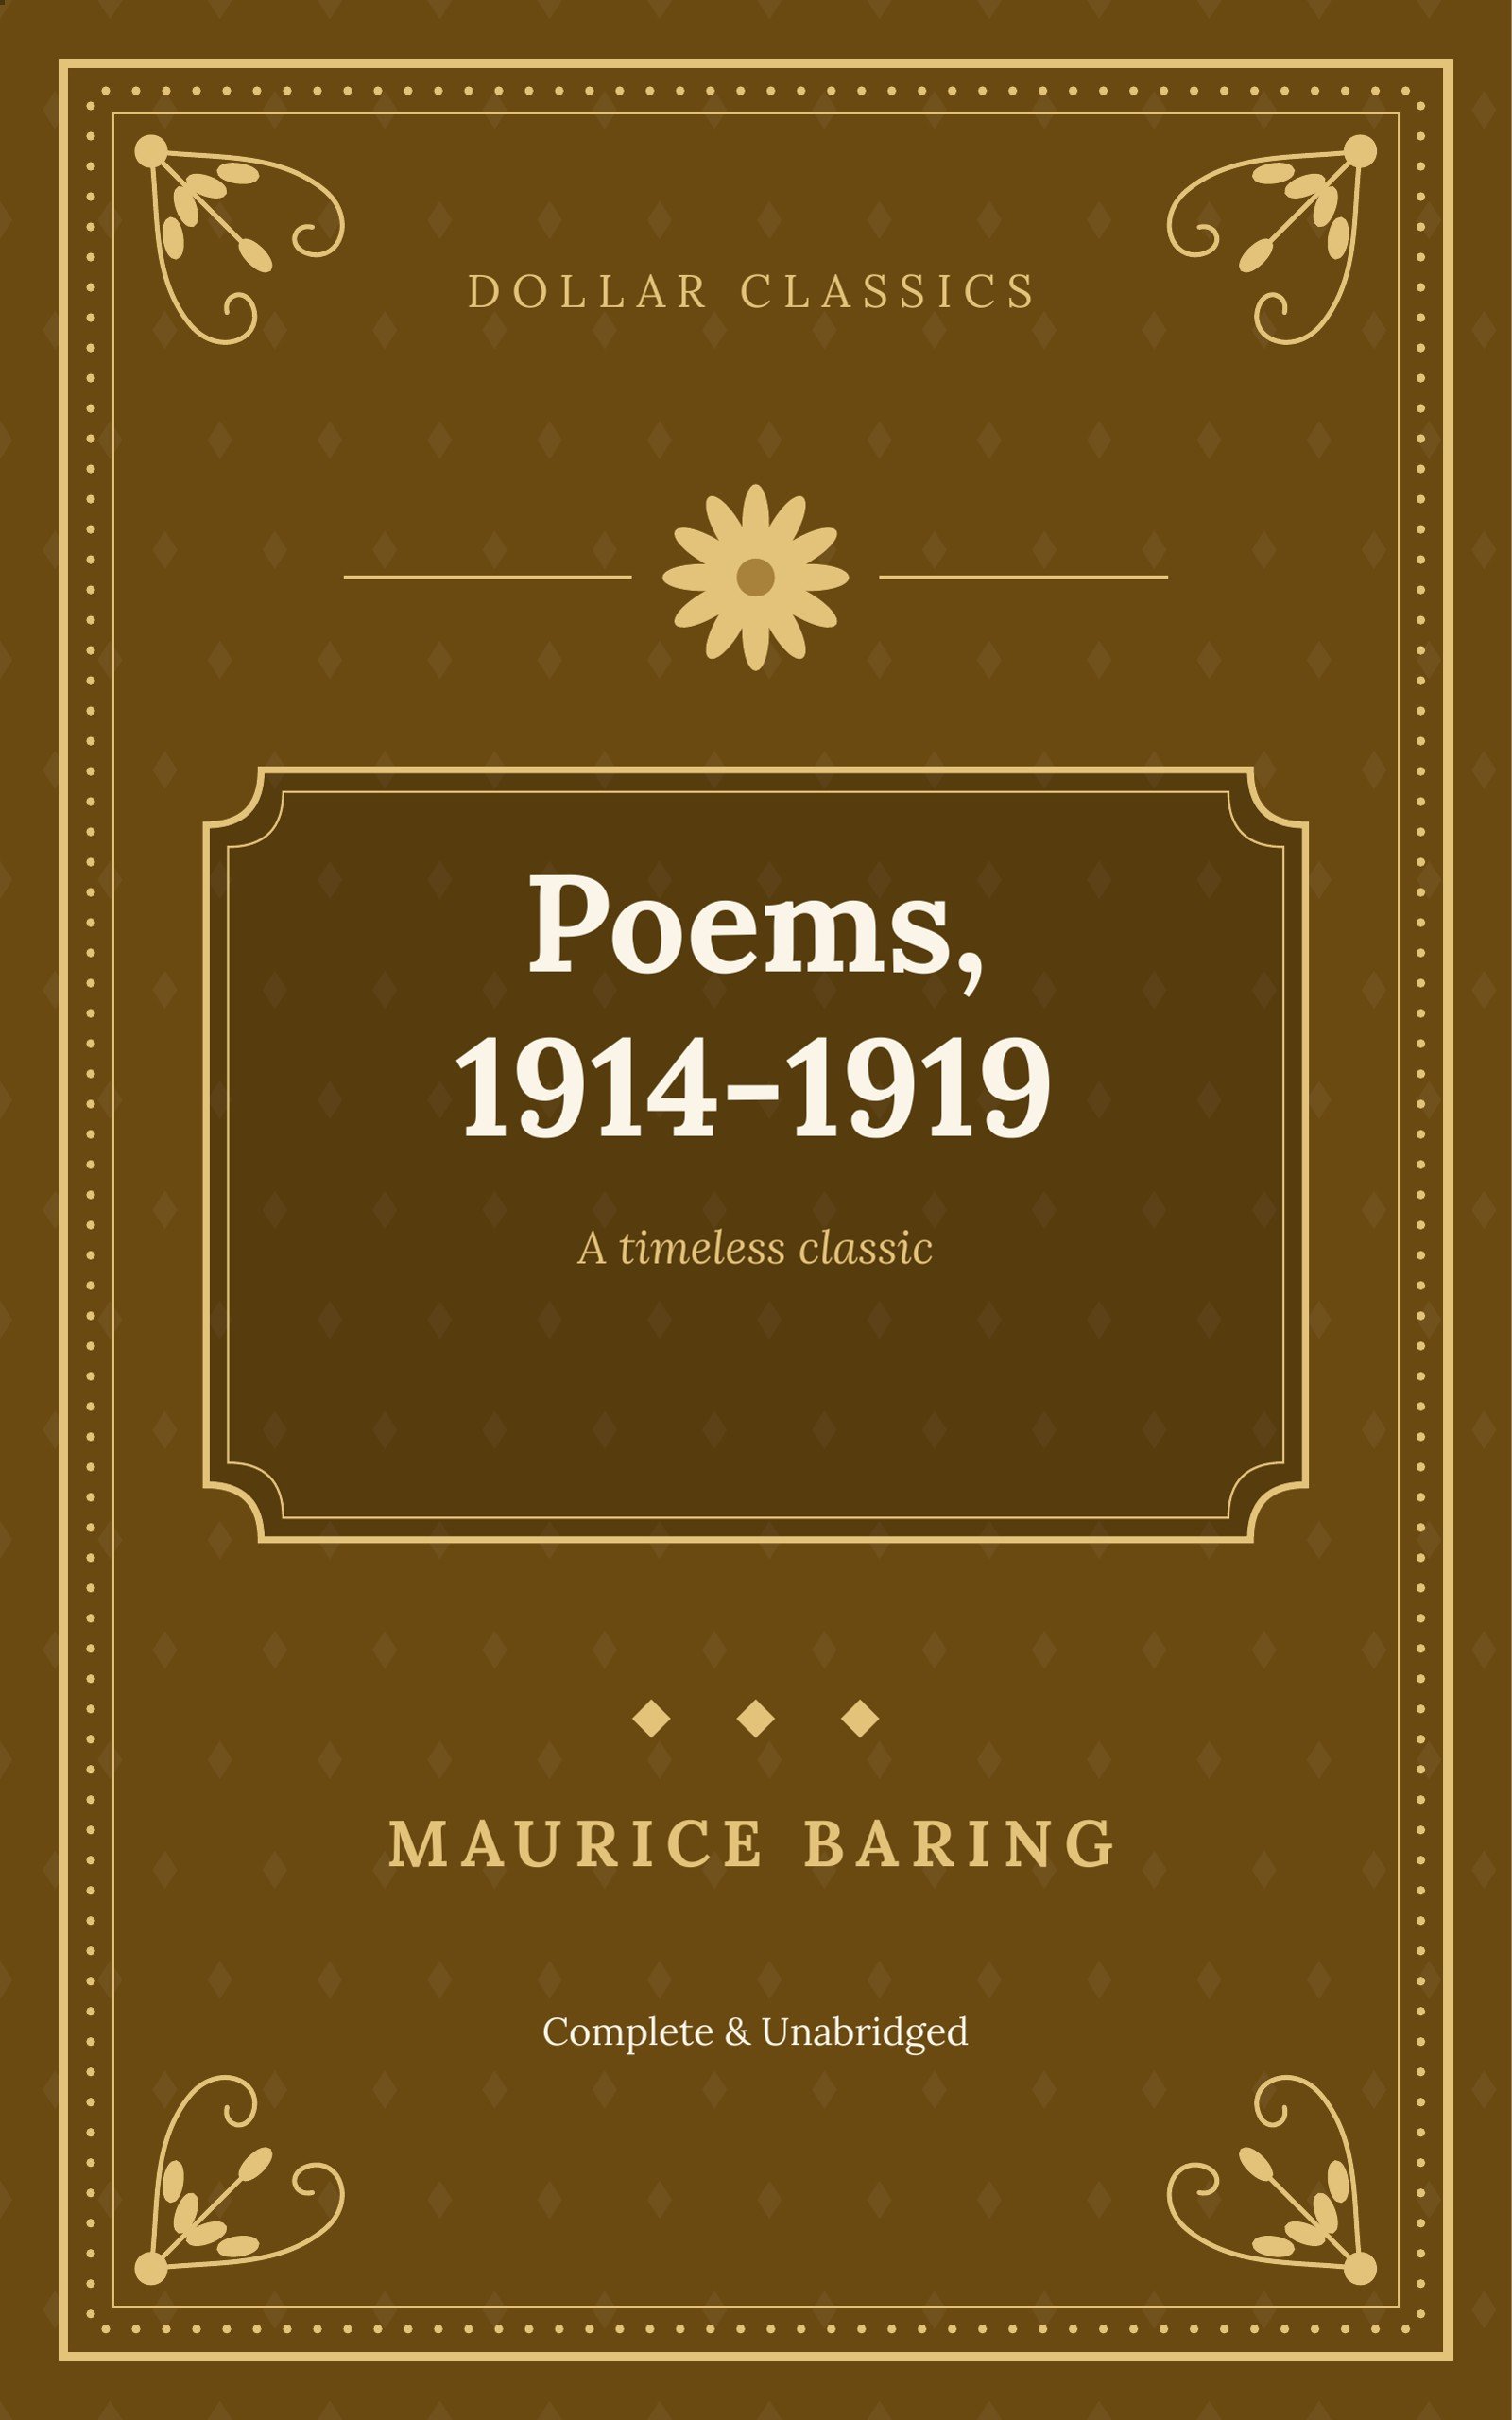 DOLLAR CLASSICS
Poems,
1914–1919
A timeless classic
MAURICE BARING
Complete & Unabridged